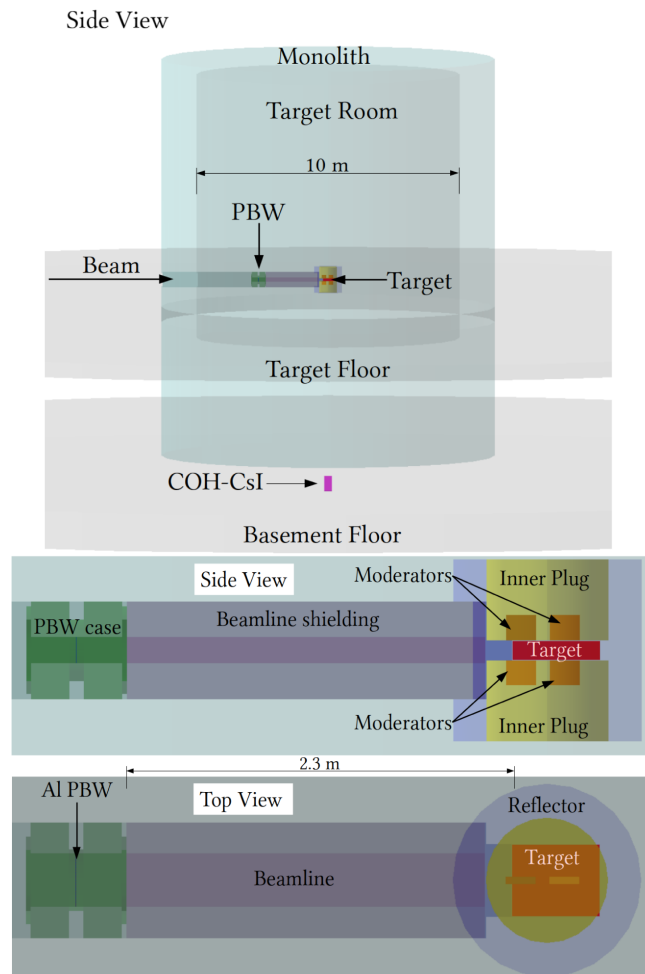 Side View
Monolith
Target Room
10 m
PBW
Beam
Target
Target Floor
COH-CsI
Basement Floor
Side View
Moderators
Inner Plug
PBW case
Beamline shielding
Target
Moderators
Inner Plug
2.3 m
Al PBW
Top View
Reflector
Target
Beamline